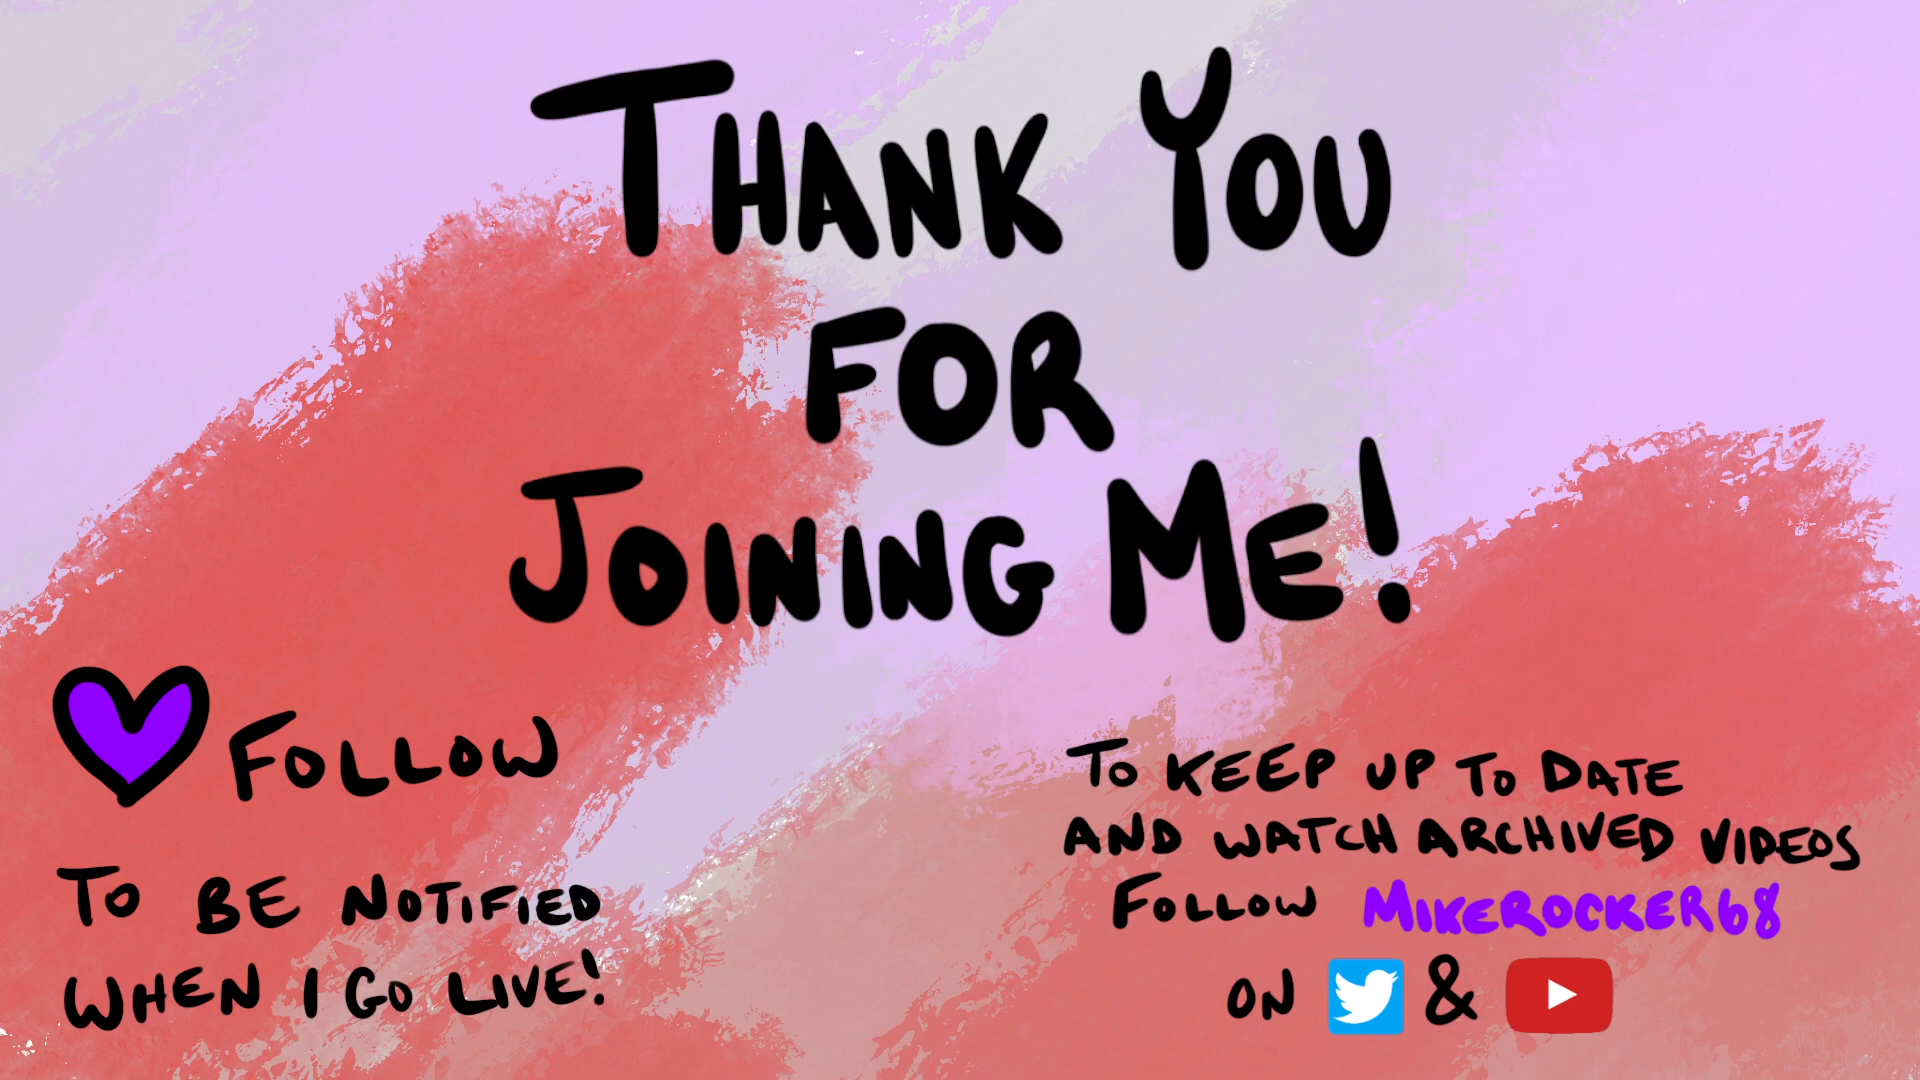 THANK YOU
FOR
JOINING ME!
FOLLOW
TO BE NOTIFIED
WHEN I GO LIVE!
TO KEEP UP TO DATE
AND WATCH ARCHIVED VIDEOS
FOLLOW MIKEROCKER68
ON &